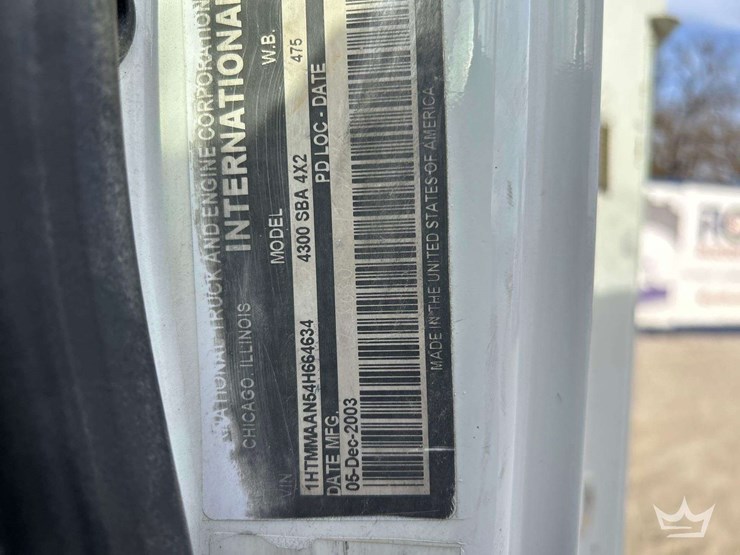 NATIONAL TRUCK AND ENGINE CORPORATION
CHICAGO, ILLINOIS INTERNATIONAL
MODEL W.B.
4300 SBA 4X2 475
VIN
1HTMMAAN54H664634
DATE MFG. PD LOC - DATE
05-Dec-2003
MADE IN THE UNITED STATES OF AMERICA